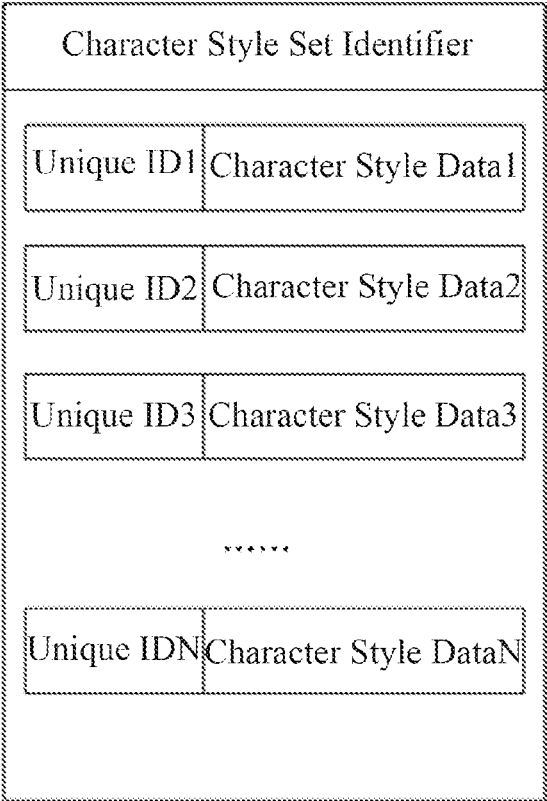 Character Style Set Identifier
Unique ID1 Character Style Data1
Unique ID2 Character Style Data2
Unique ID3 Character Style Data3
......
Unique IDN Character Style DataN